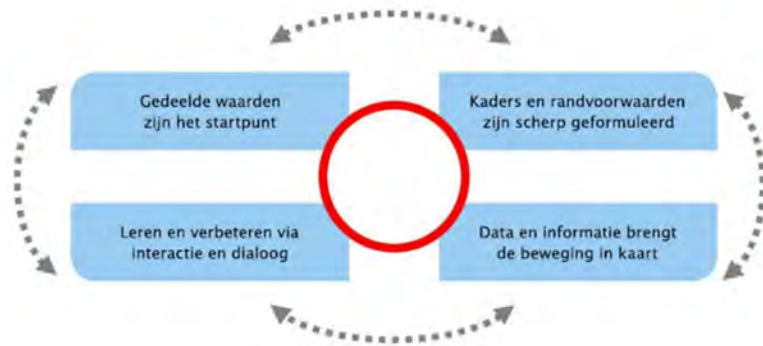 Gedeelde waarden
zijn het startpunt
Kaders en randvoorwaarden
zijn scherp geformuleerd
Leren en verbeteren via
interactie en dialoog
Data en informatie brengt
de beweging in kaart